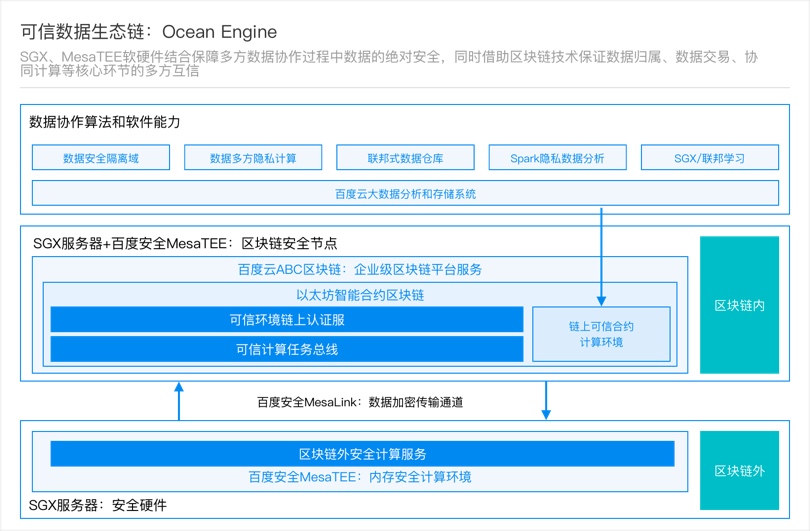 可信数据生态链：Ocean Engine
SGX、MesaTEE软硬件结合保障多方数据协作过程中数据的绝对安全，同时借助区块链技术保证数据归属、数据交易、协
同计算等核心环节的多方互信
数据协作算法和软件能力
数据安全隔离域
数据多方隐私计算
联邦式数据仓库
Spark隐私数据分析
SGX/联邦学习
百度云大数据分析和存储系统
SGX服务器+百度安全MesaTEE：区块链安全节点
百度云ABC区块链：企业级区块链平台服务
以太坊智能合约区块链
可信环境链上认证服
可信计算任务总线
链上可信合约
计算环境
区块链内
百度安全MesaLink：数据加密传输通道
区块链外安全计算服务
百度安全MesaTEE：内存安全计算环境
SGX服务器：安全硬件
区块链外